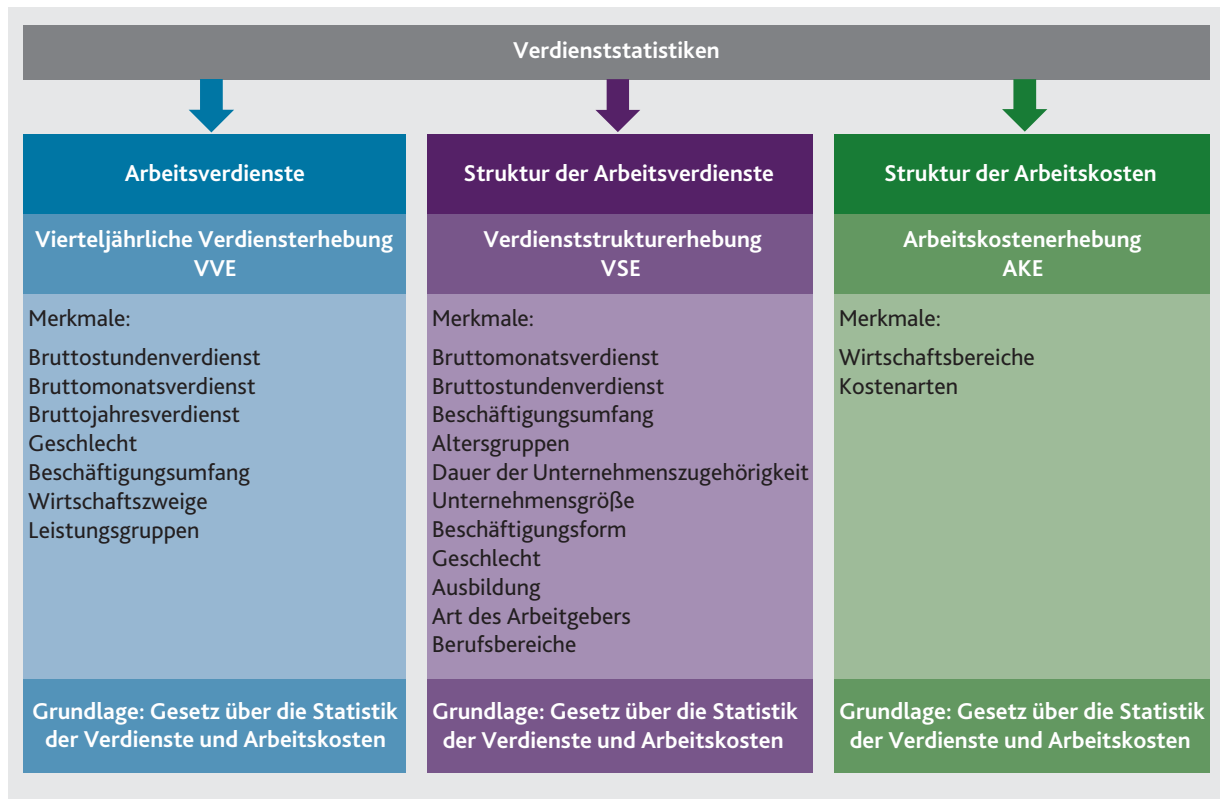 Verdienststatistiken
Arbeitsverdienste
Vierteljährliche Verdiensterhebung
VVE
Merkmale:
Bruttostundenverdienst
Bruttomonatsverdienst
Bruttojahresverdienst
Geschlecht
Beschäftigungsumfang
Wirtschaftszweige
Leistungsgruppen
Grundlage: Gesetz über die Statistik
der Verdienste und Arbeitskosten
Struktur der Arbeitsverdienste
Verdienststrukturerhebung
VSE
Merkmale:
Bruttomonatsverdienst
Bruttostundenverdienst
Beschäftigungsumfang
Altersgruppen
Dauer der Unternehmenszugehörigkeit
Unternehmensgröße
Beschäftigungsform
Geschlecht
Ausbildung
Art des Arbeitgebers
Berufsbereiche
Grundlage: Gesetz über die Statistik
der Verdienste und Arbeitskosten
Struktur der Arbeitskosten
Arbeitskostenerhebung
AKE
Merkmale:
Wirtschaftsbereiche
Kostenarten
Grundlage: Gesetz über die Statistik
der Verdienste und Arbeitskosten